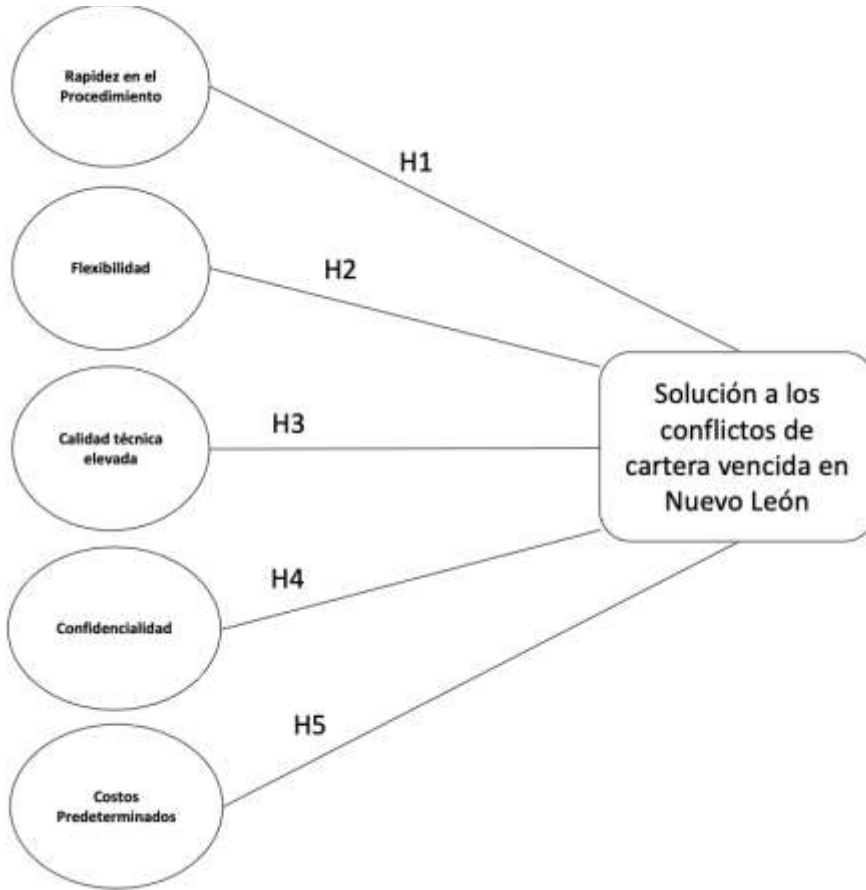 Rapidez en el
Procedimiento
H1
Flexibilidad
H2
Calidad técnica
elevada
H3
Solución a los
conflictos de
cartera vencida en
Nuevo León
Confidencialidad
H4
Costos
Predeterminados
H5